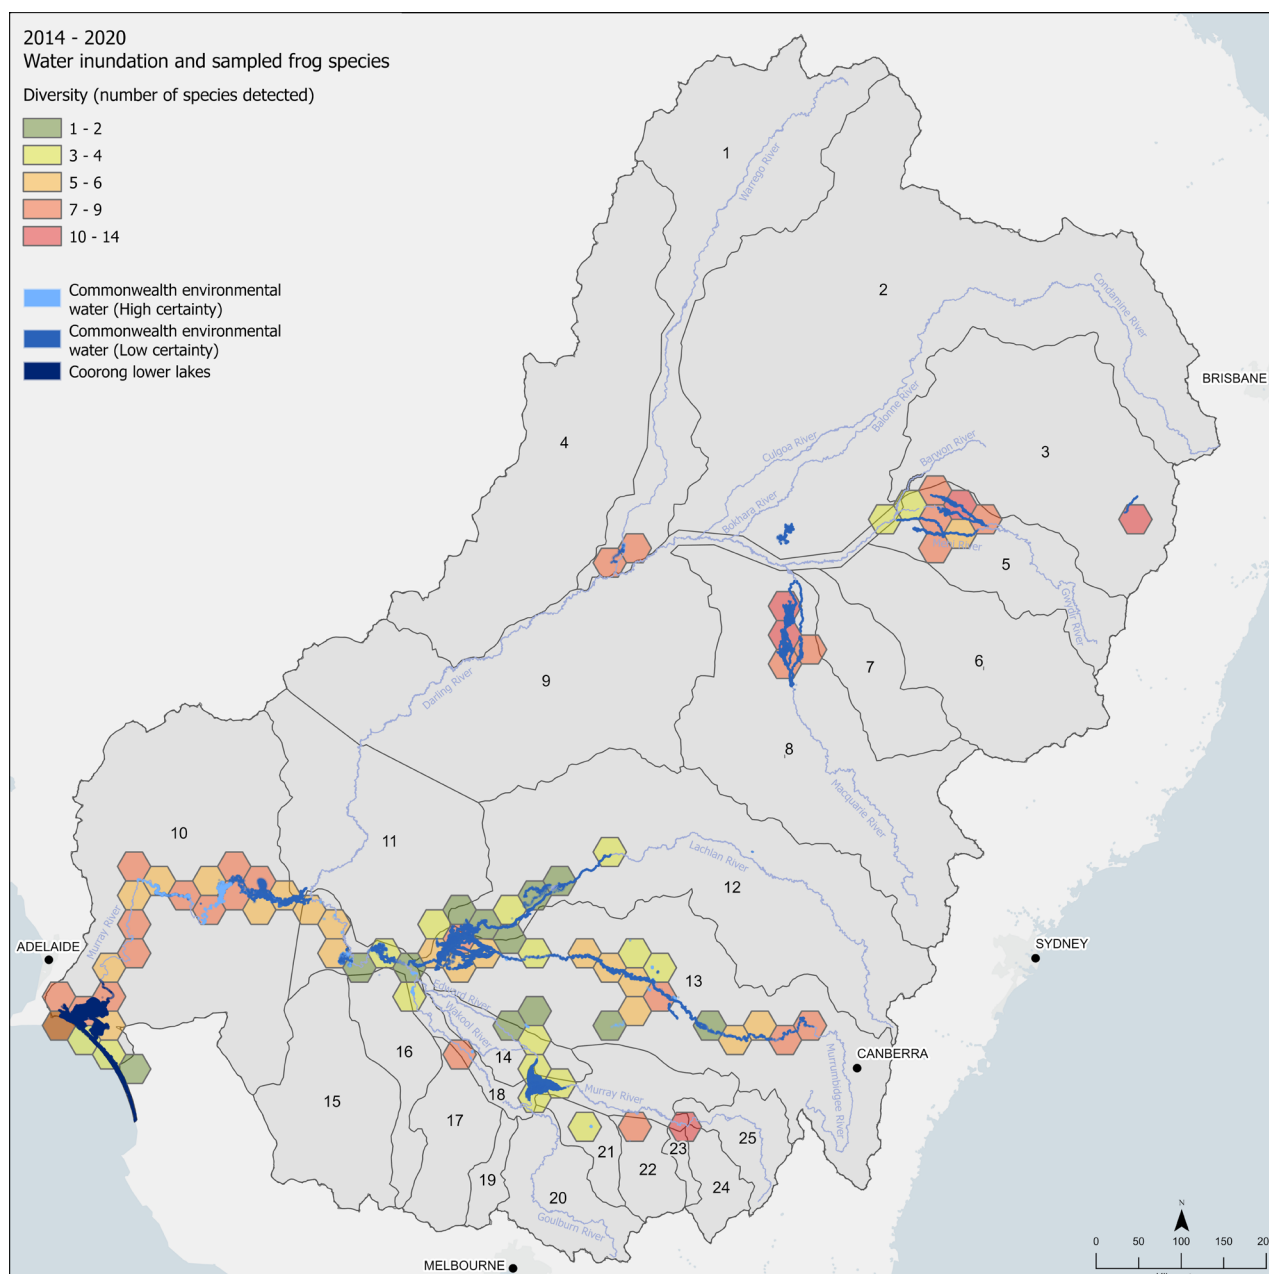 2014 - 2020
Water inundation and sampled frog species
Diversity (number of species detected)
1 - 2
3 - 4
5 - 6
7 - 9
10 - 14
Commonwealth environmental
water (High certainty)
Commonwealth environmental
water (Low certainty)
Coorong lower lakes
1
Warrego River
2
Condamine River
BRISBANE
Balonne River
Culgoa River
4
Barwon River
3
Bokhara River
River
5
Gwydir River
6
7
9
Darling River
8
Macquarie River
10
11
Lachlan River
12
Murray River
ADELAIDE
SYDNEY
13
Edward River
Wakool River
16
14
CANBERRA
Murrumbidgee River
15
18
Murray River
17
21
23
25
22
19
24
20
Goulburn River
MELBOURNE
N
0 50 100 150